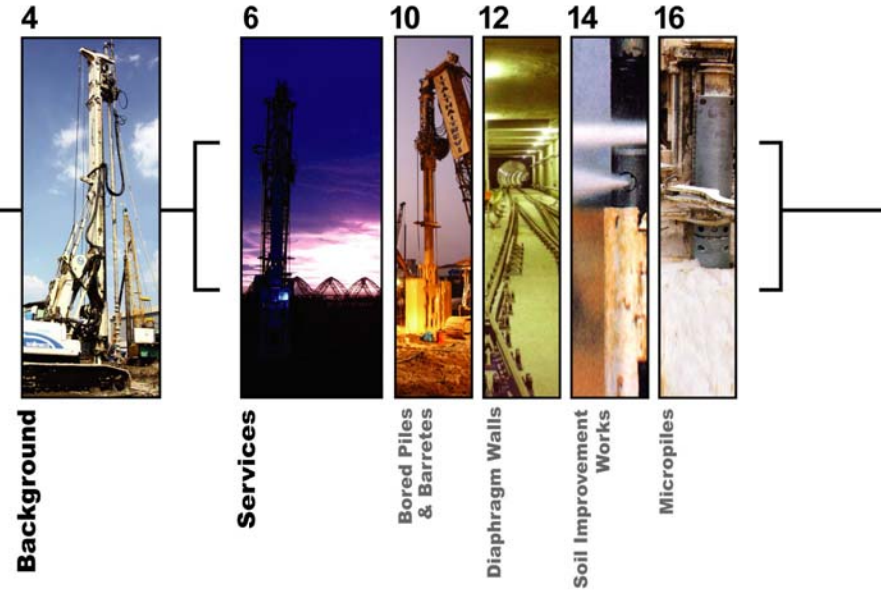 4
6
10
12
14
16
Background
Services
Bored Piles
& Barretes
Diaphragm Walls
Soil Improvement
Works
Micropiles